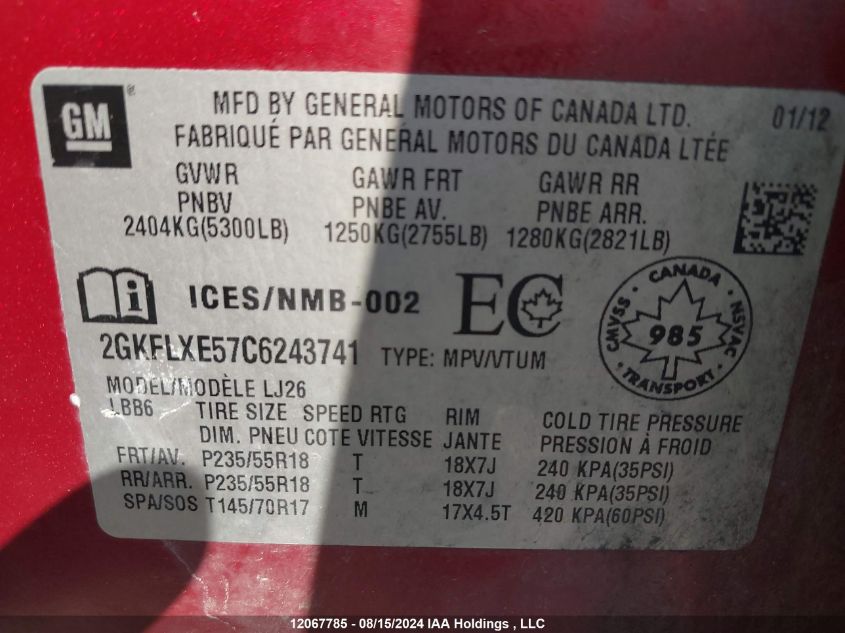 GM ® MFD BY GENERAL MOTORS OF CANADA LTD. 01/12
FABRIQUÉ PAR GENERAL MOTORS DU CANADA LTÉE
GVWR GAWR FRT GAWR RR
PNBV PNBE AV. PNBE ARR.
2404KG(5300LB) 1250KG(2755LB) 1280KG(2821LB)
i ICES/NMB-002 EC
CANADA
CMVSS 985 NSVAC
TRANSPORT
2GKFLXE57C6243741 TYPE: MPV/VTUM
MODEL/MODÈLE LJ26
LBB6 TIRE SIZE SPEED RTG RIM COLD TIRE PRESSURE
DIM. PNEU COTE VITESSE JANTE PRESSION À FROID
FRT/AV. P235/55R18 T 18X7J 240 KPA(35PSI)
RR/ARR. P235/55R18 T 18X7J 240 KPA(35PSI)
SPA/SOS T145/70R17 M 17X4.5T 420 KPA(60PSI)
12067785 - 08/15/2024 IAA Holdings , LLC